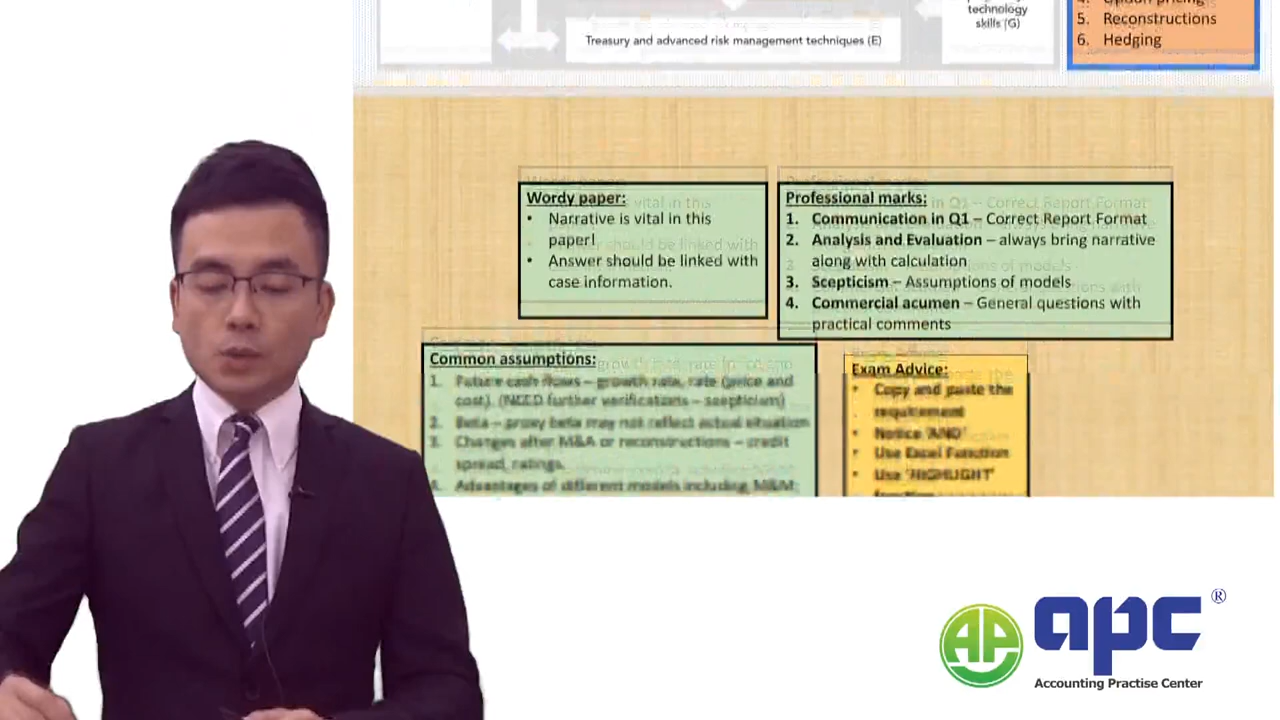 technology
skills (G)
Treasury and advanced risk management techniques (E)
5. Reconstructions
6. Hedging
Wordy paper:
• Narrative is vital in this
paper!
• Answer should be linked with
case information.
Professional marks:
1. Communication in Q1 – Correct Report Format
2. Analysis and Evaluation – always bring narrative
along with calculation
3. Scepticism – Assumptions of models
4. Commercial acumen – General questions with
practical comments
Common assumptions:
1. Future cash flows – growth rate, rate (price and
cost). (NEED further verifications – scepticism)
2. Beta – proxy beta may not reflect actual situation
3. Changes after M&A or reconstructions – credit
spread, ratings.
4. Advantages of different models including M&M
Exam Advice:
• Copy and paste the
requirement
• Notice 'AND'
• Use Excel Function
• Use 'HIGHLIGHT'
AP
apc®
Accounting Practise Center